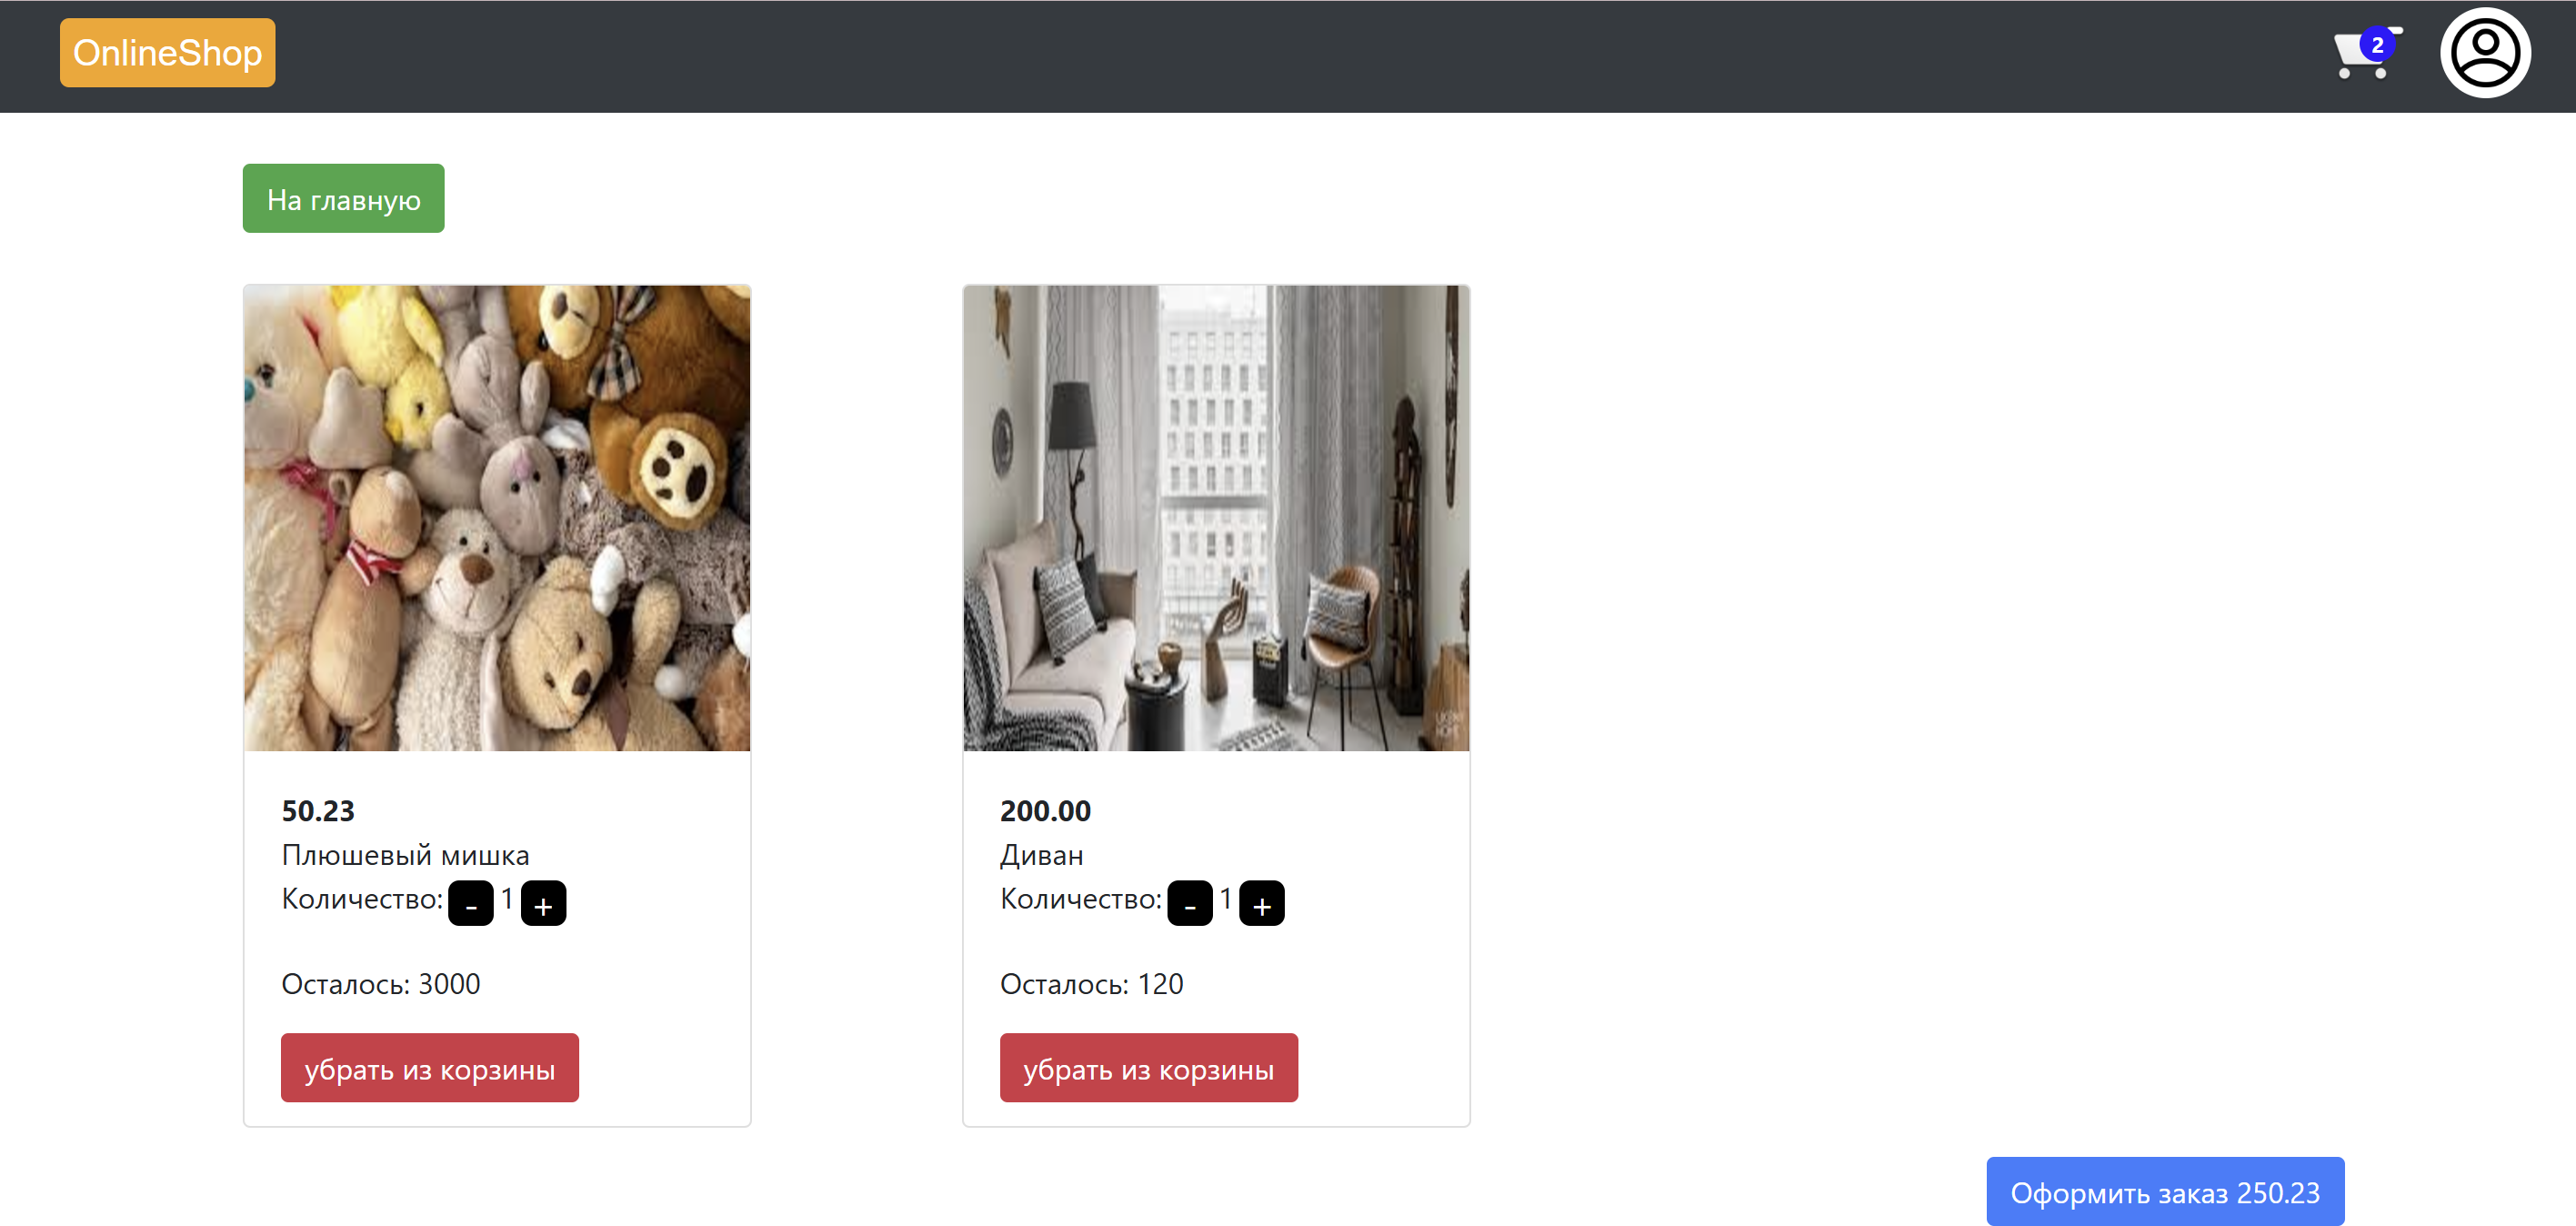 OnlineShop
2
На главную
50.23
Плюшевый мишка
Количество: - 1 +
Осталось: 3000
убрать из корзины
200.00
Диван
Количество: - 1 +
Осталось: 120
убрать из корзины
Оформить заказ 250.23